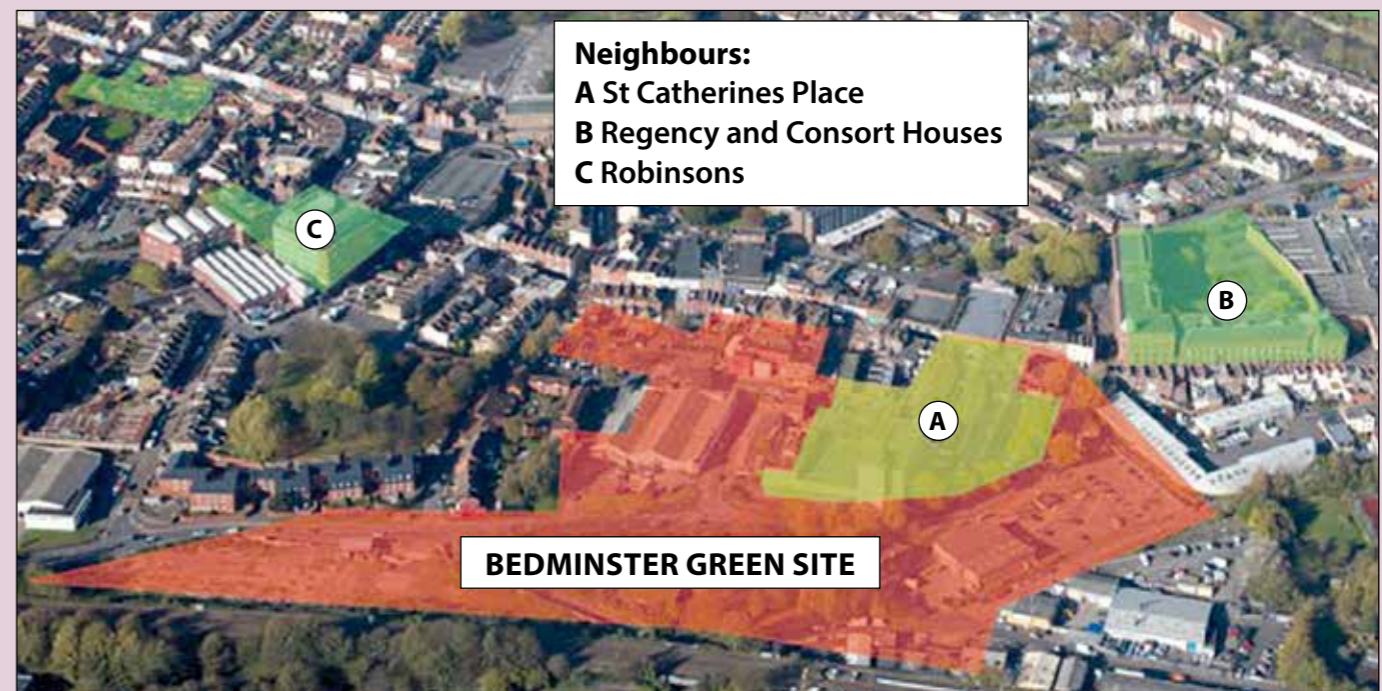 Neighbours:
A St Catherines Place
B Regency and Consort Houses
C Robinsons
C
B
A
BEDMINSTER GREEN SITE